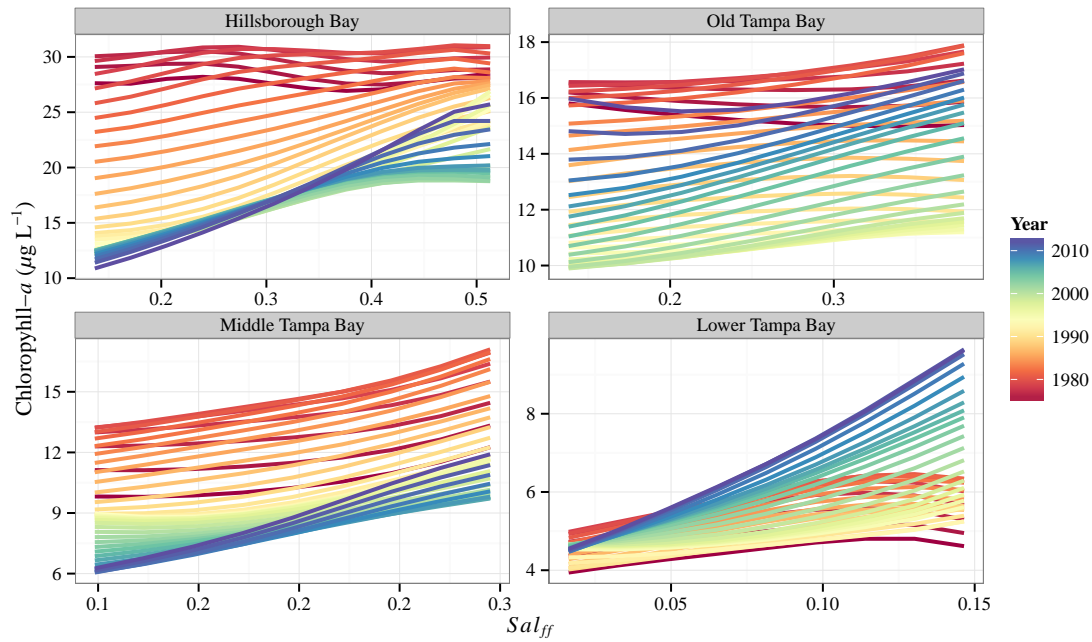 Hillsborough Bay
Old Tampa Bay
30
25
20
15
10
0.2 0.3 0.4 0.5
18
16
14
12
10
0.2 0.3
Middle Tampa Bay
Lower Tampa Bay
15
12
9
6
0.1 0.2 0.2 0.2 0.3
8
6
4
0.05 0.10 0.15
Chloropyhll−a (μg L−1)
Salff
Year
2010
2000
1990
1980